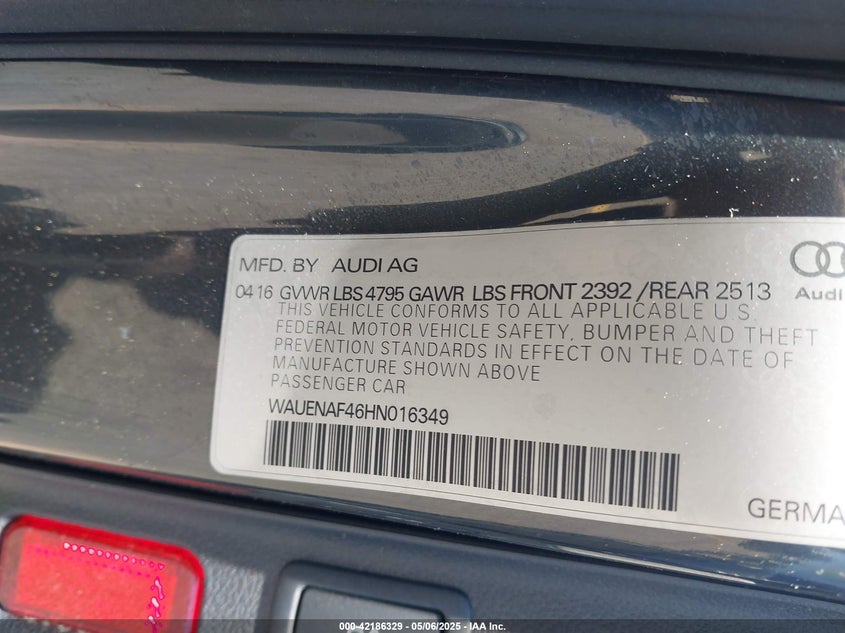 MFD. BY AUDI AG
04 16 GVWR LBS 4795 GAWR LBS FRONT 2392 /REAR 2513
Audi
THIS VEHICLE CONFORMS TO ALL APPLICABLE U.S.
FEDERAL MOTOR VEHICLE SAFETY, BUMPER AND THEFT
PREVENTION STANDARDS IN EFFECT ON THE DATE OF
MANUFACTURE SHOWN ABOVE
PASSENGER CAR
WAUENAF46HN016349
GERMA
000-42186329 - 05/06/2025 - IAA Inc.